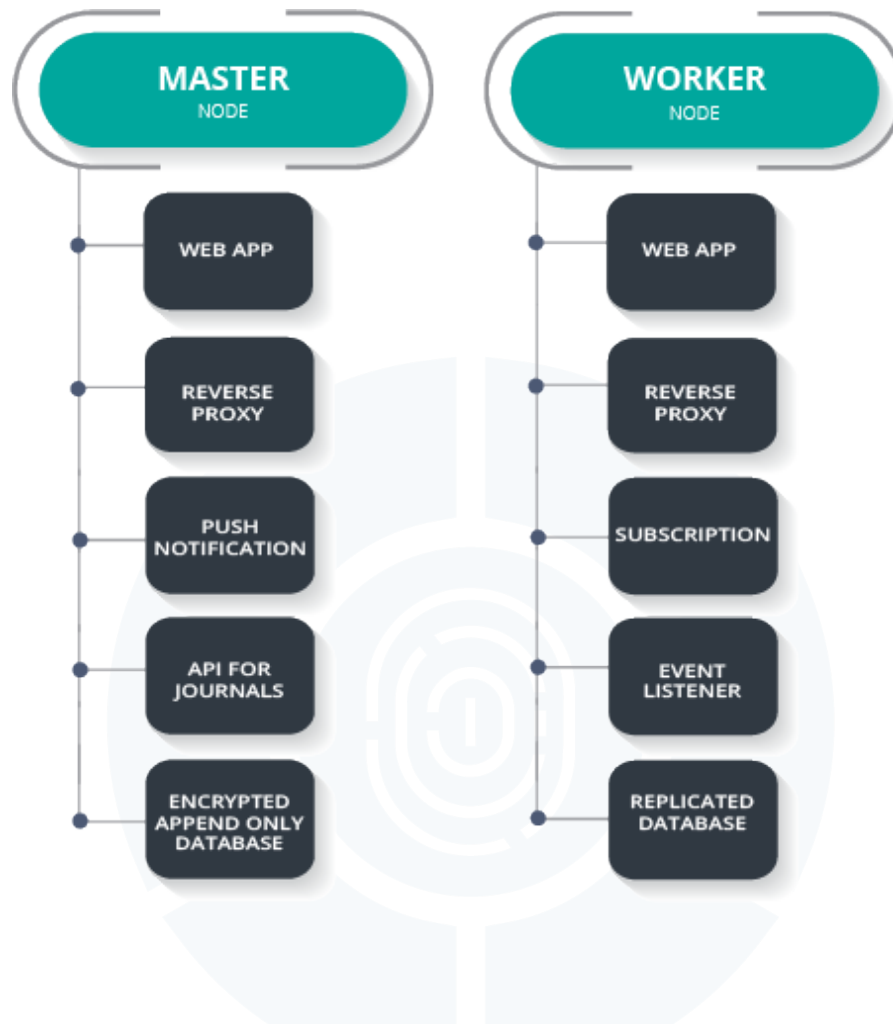 MASTER
NODE
WEB APP
REVERSE
PROXY
PUSH
NOTIFICATION
API FOR
JOURNALS
ENCRYPTED
APPEND ONLY
DATABASE
WORKER
NODE
WEB APP
REVERSE
PROXY
SUBSCRIPTION
EVENT
LISTENER
REPLICATED
DATABASE